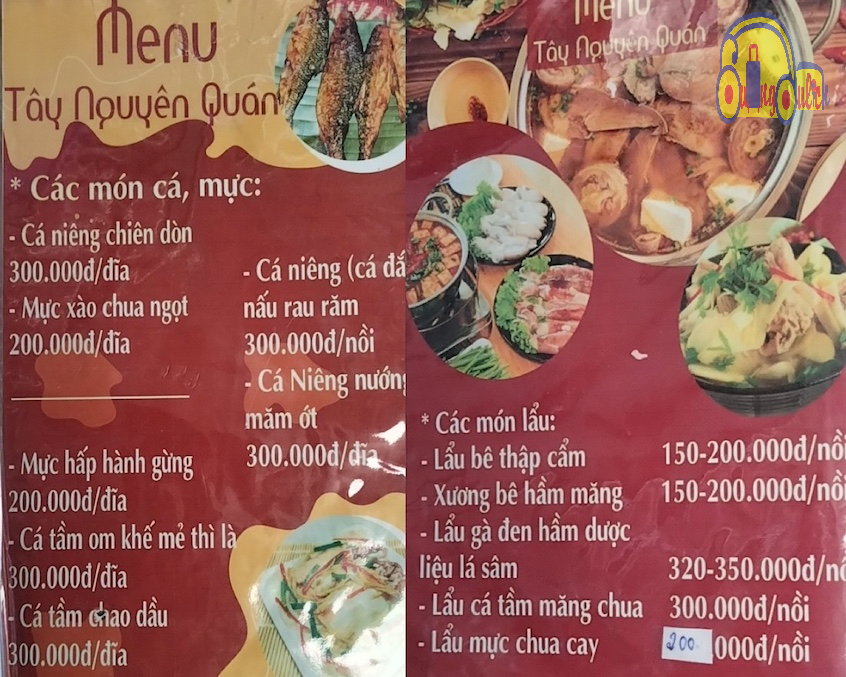 Menu
Tây Nguyên Quán
* Các món cá, mực:
- Cá niêng chiên dòn
300.000đ/đĩa
- Mực xào chua ngọt
200.000đ/đĩa
- Mực hấp hành gừng
200.000đ/đĩa
- Cá tầm om khế mẻ thì là
300.000đ/đĩa
- Cá tầm chao dầu
300.000đ/đĩa
- Cá niêng (cá đắ
nấu rau răm
300.000đ/nồi
- Cá Niêng nướng
măm ớt
300.000đ/đĩa
Menu
Tây Nguyên Quán
* Các món lẩu:
- Lẩu bê thập cẩm 150-200.000đ/nồi
- Xương bê hầm măng 150-200.000đ/nồi
- Lẩu gà đen hầm dược
liệu lá sâm 320-350.000đ/nồ
- Lẩu cá tầm măng chua 300.000đ/nồi
- Lẩu mực chua cay 200.000đ/nồi